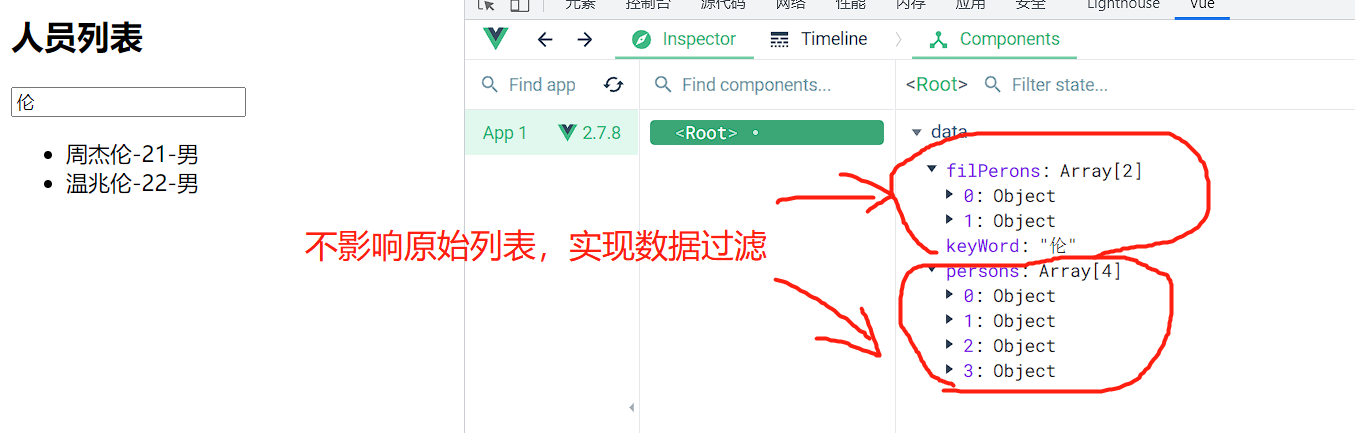 元素 控制台 源代码 网络 性能 内存 应用 安全 Lighthouse Vue
人员列表
Inspector Timeline Components
伦
Find app Find components... <Root> Filter state...
App 1 2.7.8 <Root>
data
周杰伦-21-男
温兆伦-22-男
filPerons: Array[2]
0: Object
1: Object
keyWord: "伦"
不影响原始列表，实现数据过滤
persons: Array[4]
0: Object
1: Object
2: Object
3: Object